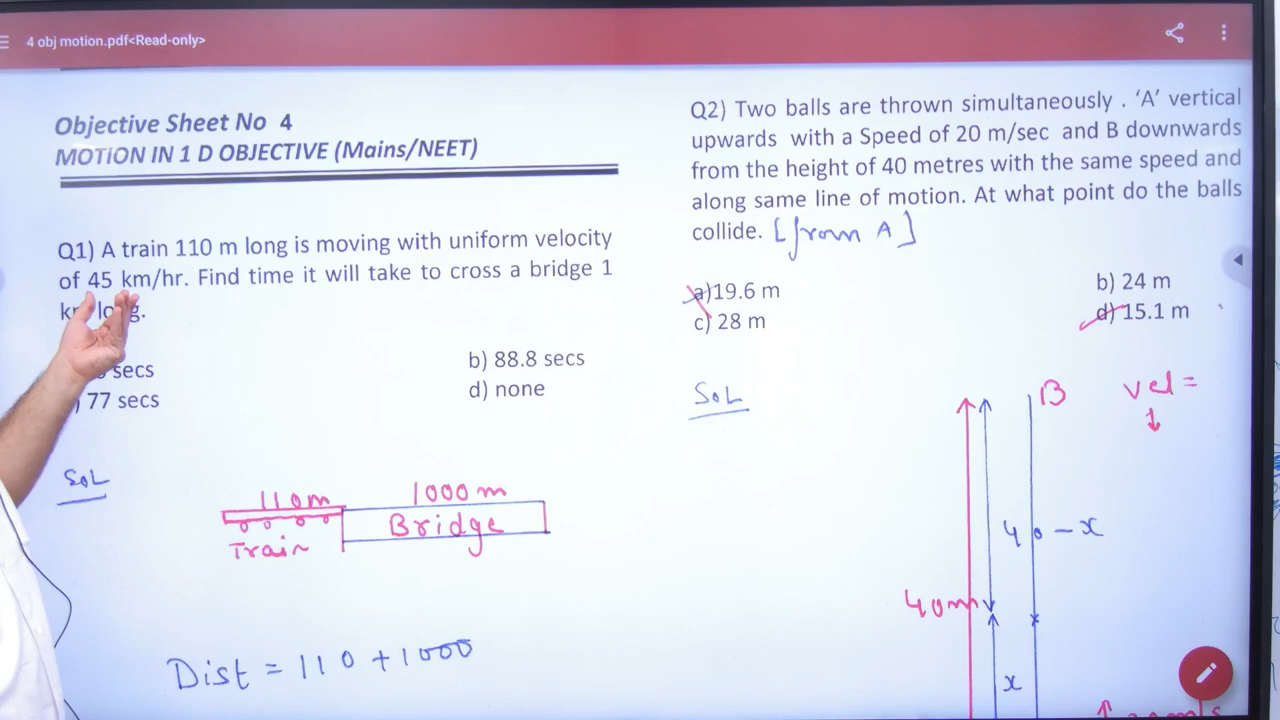 4 obj motion.pdf<Read-only>
Objective Sheet No 4
MOTION IN 1 D OBJECTIVE (Mains/NEET)
Q1) A train 110 m long is moving with uniform velocity
of 45 km/hr. Find time it will take to cross a bridge 1
long.
secs
b) 88.8 secs
77 secs
d) none
SOL
110m 1000m
Train Bridge
Dist = 110 + 1000
Q2) Two balls are thrown simultaneously . ‘A’ vertical
upwards with a Speed of 20 m/sec and B downwards
from the height of 40 metres with the same speed and
along same line of motion. At what point do the balls
collide. [from A]
a)19.6 m
b) 24 m
c) 28 m
d) 15.1 m
SOL
B vel =
40-x
40m
x